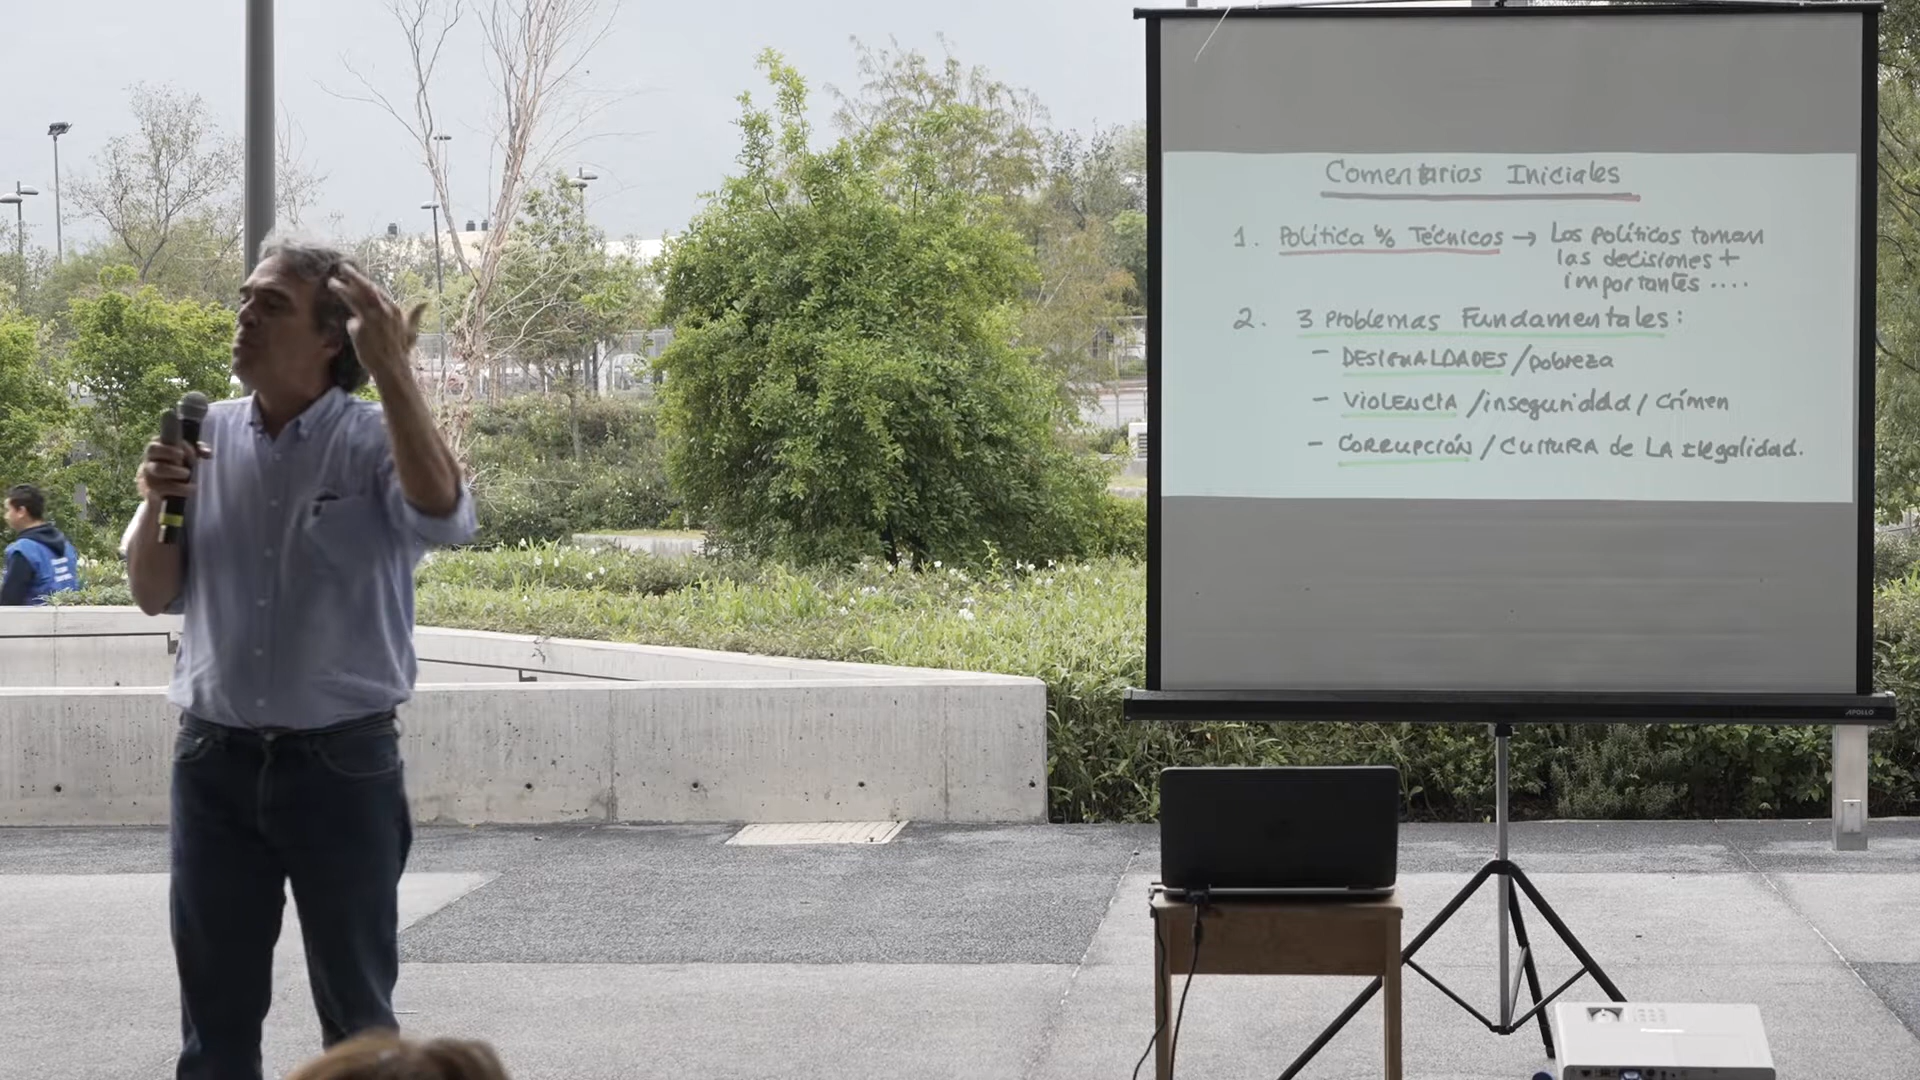 Comentarios Iniciales
1. Política % Técnicos → Los políticos toman
las decisiones +
importantes ....
2. 3 Problemas Fundamentales:
- DESIGUALDADES / pobreza
- VIOLENCIA / inseguridad / Crimen
- CORRUPCIÓN / CULTURA de LA Ilegalidad.
APOLLO